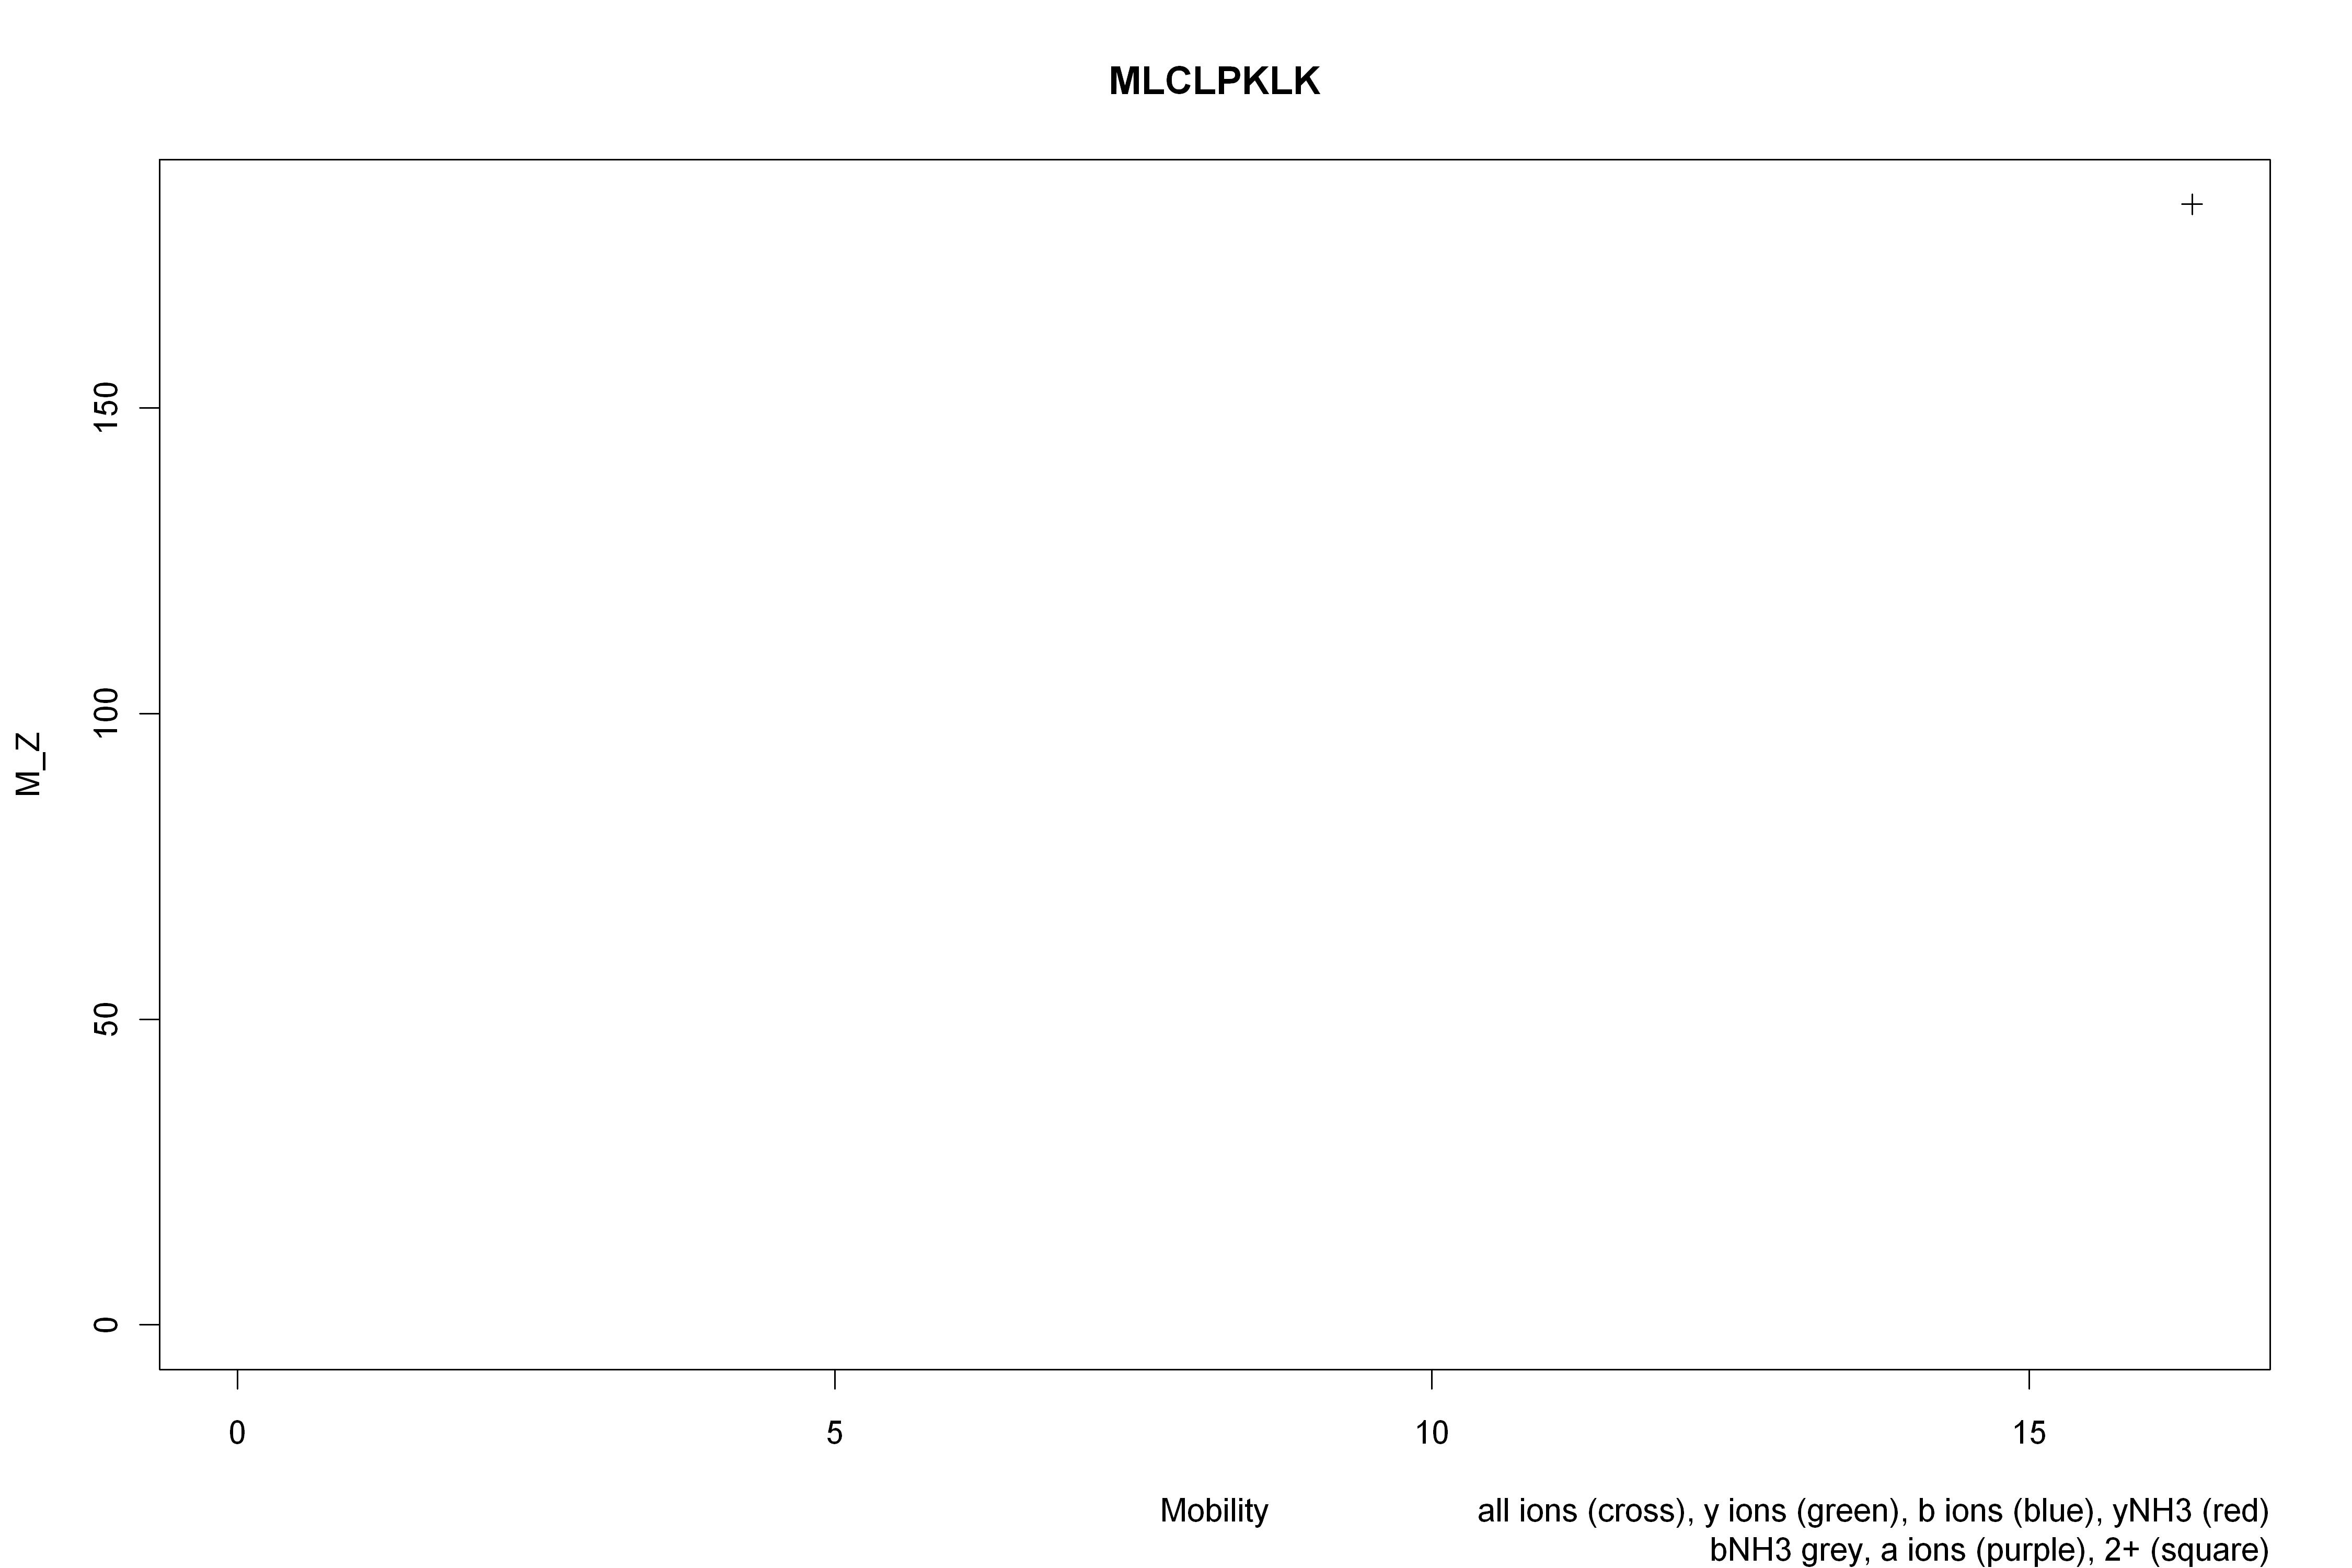 MLCLPKLK
M_Z
150
100
50
0
0 5 10 15
Mobility
all ions (cross), y ions (green), b ions (blue), yNH3 (red)
bNH3 grey, a ions (purple), 2+ (square)